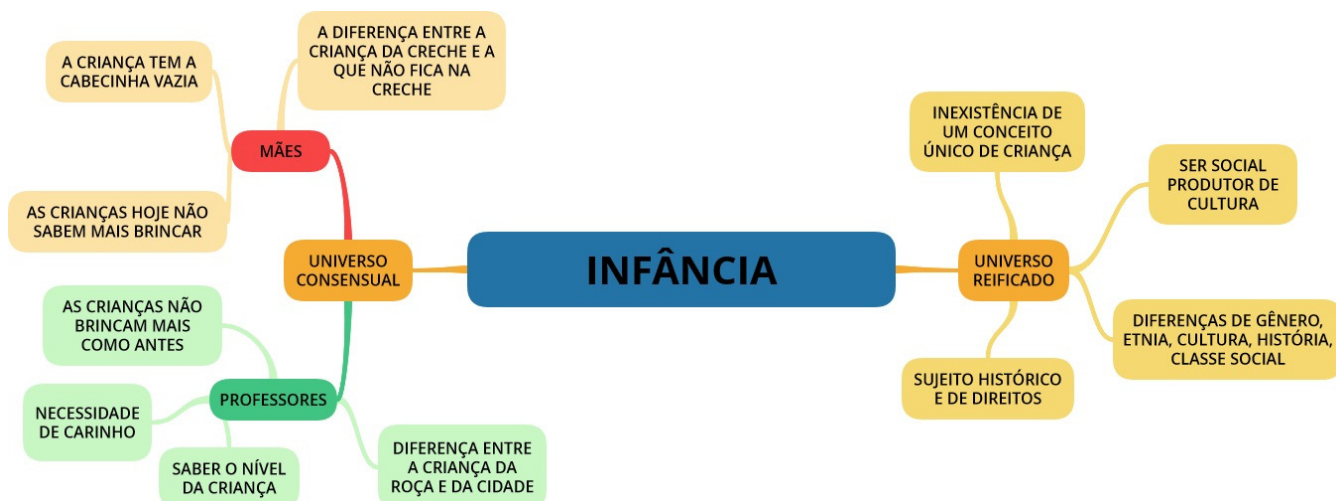 A DIFERENÇA ENTRE A
CRIANÇA DA CRECHE E A
QUE NÃO FICA NA
CRECHE
A CRIANÇA TEM A
CABECINHA VAZIA
MÃES
AS CRIANÇAS HOJE NÃO
SABEM MAIS BRINCAR
UNIVERSO
CONSENSUAL
AS CRIANÇAS NÃO
BRINCAM MAIS
COMO ANTES
PROFESSORES
NECESSIDADE
DE CARINHO
SABER O NÍVEL
DA CRIANÇA
DIFERENÇA ENTRE
A CRIANÇA DA
ROÇA E DA CIDADE
INFÂNCIA
INEXISTÊNCIA DE
UM CONCEITO
ÚNICO DE CRIANÇA
SER SOCIAL
PRODUTOR DE
CULTURA
UNIVERSO
REIFICADO
DIFERENÇAS DE GÊNERO,
ETNIA, CULTURA, HISTÓRIA,
CLASSE SOCIAL
SUJEITO HISTÓRICO
E DE DIREITOS